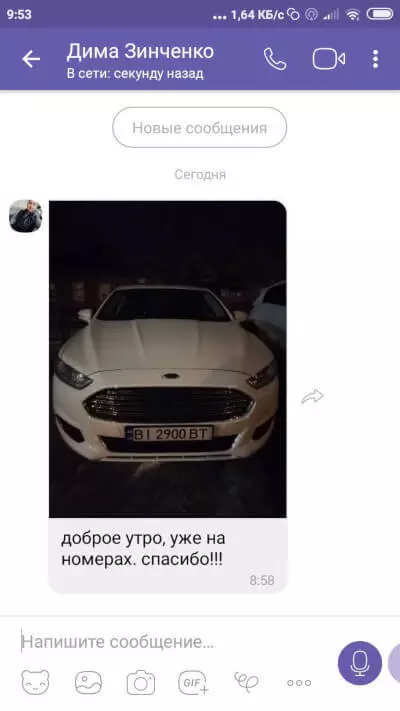 9:53
... 1,64 КБ/с
Дима Зинченко
В сети: секунду назад
Новые сообщения
Сегодня
BI 2900 BT
доброе утро, уже на
номерах. спасибо!!!
8:58
Напишите сообщение...
GIF